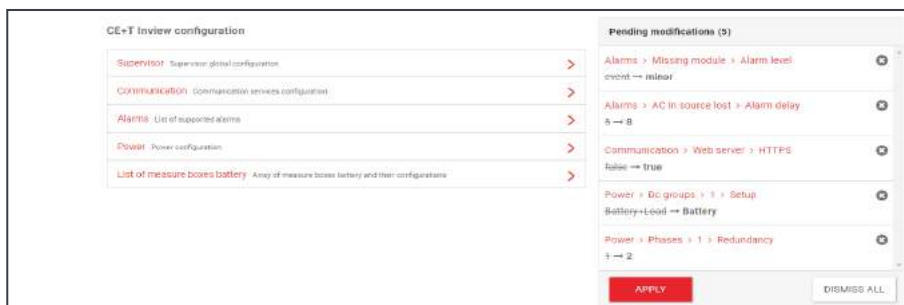 CE+T Inview configuration
Supervisor Supervisor global configuration
Communication Communication services configuration
Alarms List of supported alarms
Power Power configuration
List of measure boxes battery Array of measure boxes battery and their configurations
Pending modifications (5)
Alarms > Missing module > Alarm level
event → minor
Alarms > AC in source lost > Alarm delay
5 → 8
Communication > Web server > HTTPS
false → true
Power > Dc groups > 1 > Setup
Battery+Load → Battery
Power > Phases > 1 > Redundancy
1 → 2
APPLY
DISMISS ALL